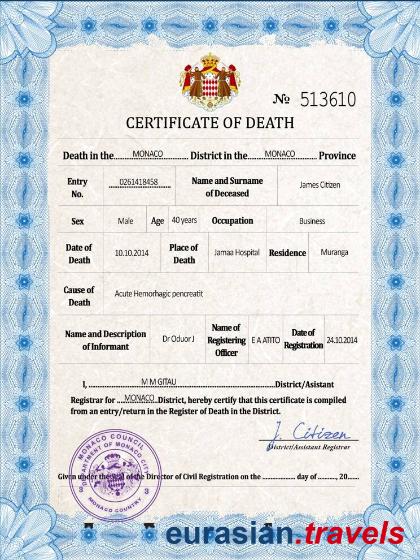 № 513610
CERTIFICATE OF DEATH
Death in the....MONACO.... District in the....MONACO.... Province
Entry No. 0261418458 Name and Surname of Deceased James Citizen
Sex Male Age 40 years Occupation Business
Date of Death 10.10.2014 Place of Death Jamaa Hospital Residence Muranga
Cause of Death Acute Hemorhagic pencreatit
Name and Description of Informant Dr Oduor J Name of Registering Officer E A ATITO Date of Registration 24.10.2014
I, ....M M GITAU....District/Asistant
Registrar for ....MONACO.District, hereby certify that this certificate is compiled
from an entry/return in the Register of Death in the District.
J. Citizen
District/Assistant Registrar
MONACO COUNCIL
DEPARTMENT OF MONACO CITY
MONACO COUNTY
Given under the seal of the Director of Civil Registration on the ............. day of ........, 20......
eurasian.travels